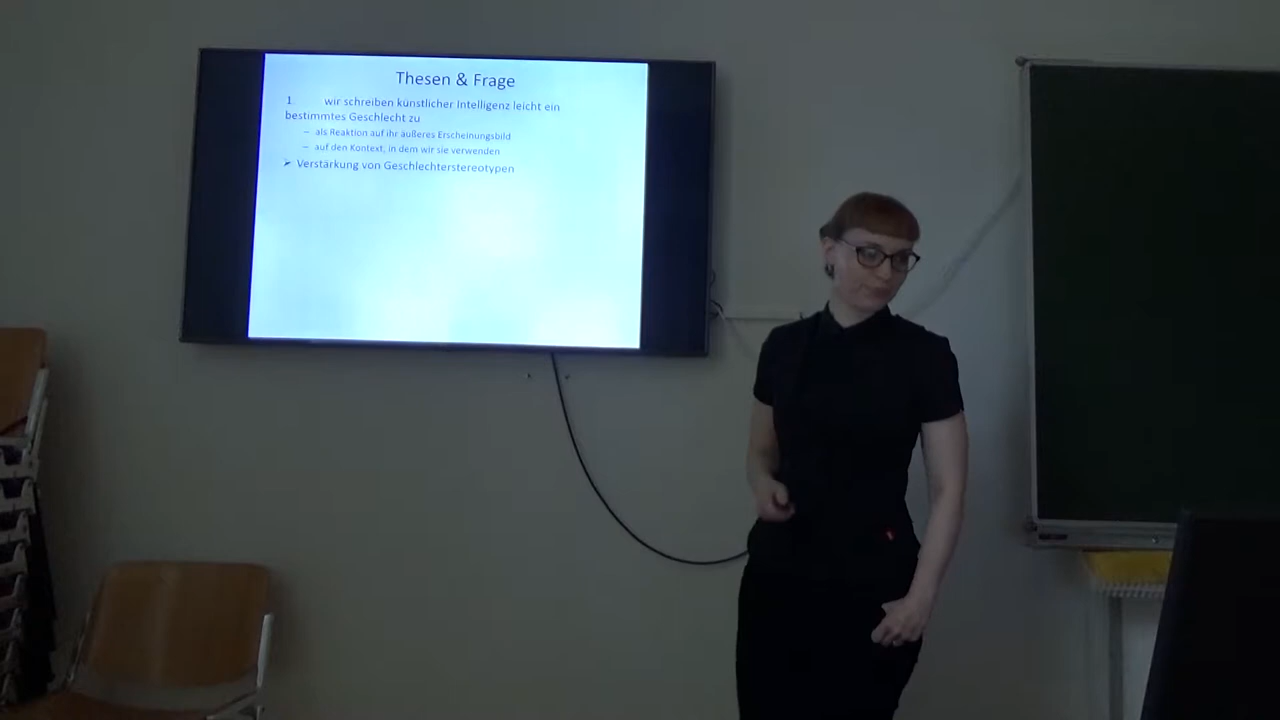 Thesen & Frage
1. wir schreiben künstlicher Intelligenz leicht ein
bestimmtes Geschlecht zu
– als Reaktion auf ihr äußeres Erscheinungsbild
– auf den Kontext, in dem wir sie verwenden
➢ Verstärkung von Geschlechterstereotypen